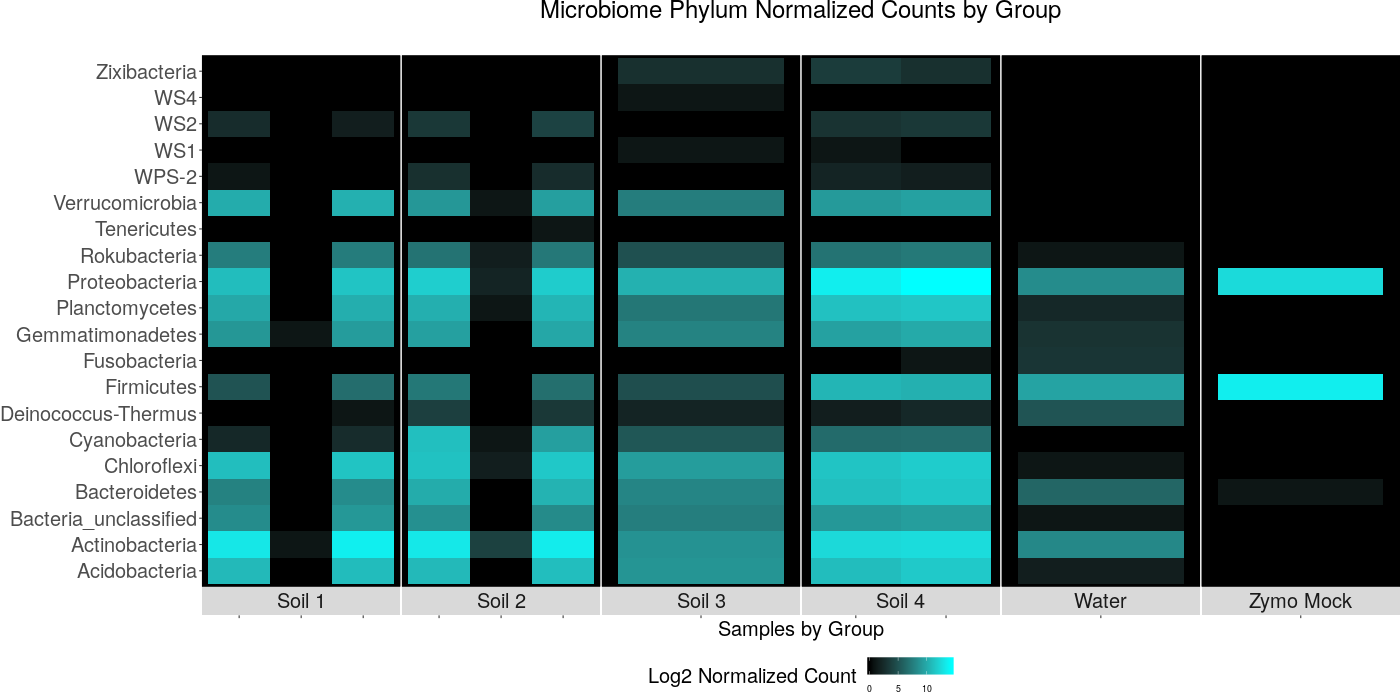 Microbiome Phylum Normalized Counts by Group
Zixibacteria
WS4
WS2
WS1
WPS-2
Verrucomicrobia
Tenericutes
Rokubacteria
Proteobacteria
Planctomycetes
Gemmatimonadetes
Fusobacteria
Firmicutes
Deinococcus-Thermus
Cyanobacteria
Chloroflexi
Bacteroidetes
Bacteria_unclassified
Actinobacteria
Acidobacteria
Soil 1 Soil 2 Soil 3 Soil 4 Water Zymo Mock
Samples by Group
Log2 Normalized Count
0 5 10